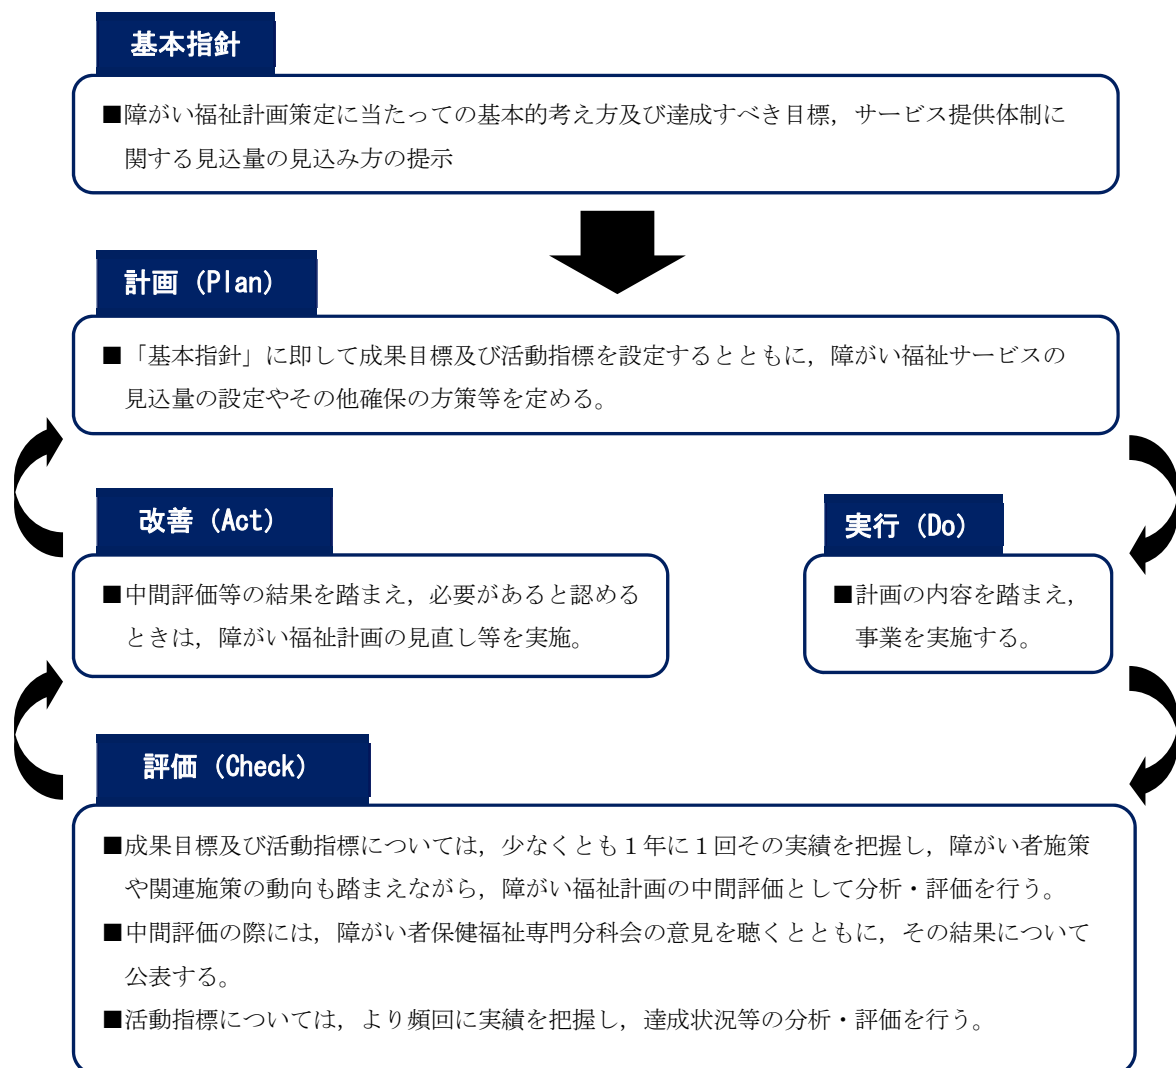 基本指針
■障がい福祉計画策定に当たっての基本的考え方及び達成すべき目標，サービス提供体制に
関する見込量の見込み方の提示
計画（Plan）
■「基本指針」に即して成果目標及び活動指標を設定するとともに，障がい福祉サービスの
見込量の設定やその他確保の方策等を定める。
改善（Act）
■中間評価等の結果を踏まえ，必要があると認める
ときは，障がい福祉計画の見直し等を実施。
実行（Do）
■計画の内容を踏まえ，
事業を実施する。
評価（Check）
■成果目標及び活動指標については，少なくとも１年に１回その実績を把握し，障がい者施策
や関連施策の動向も踏まえながら，障がい福祉計画の中間評価として分析・評価を行う。
■中間評価の際には，障がい者保健福祉専門分科会の意見を聴くとともに，その結果について
公表する。
■活動指標については，より頻回に実績を把握し，達成状況等の分析・評価を行う。